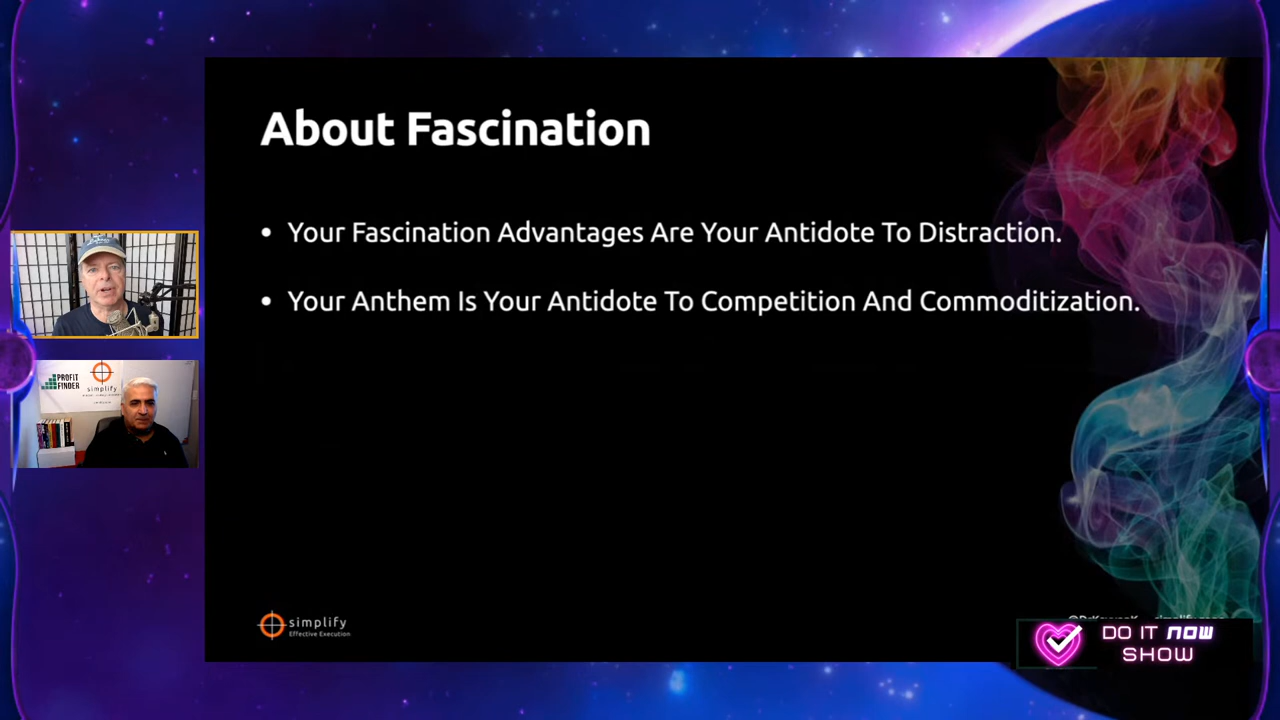 About Fascination
• Your Fascination Advantages Are Your Antidote To Distraction.
• Your Anthem Is Your Antidote To Competition And Commoditization.
PROFIT
FINDER
simplify
simplify
Effective Execution
DO IT NOW
SHOW